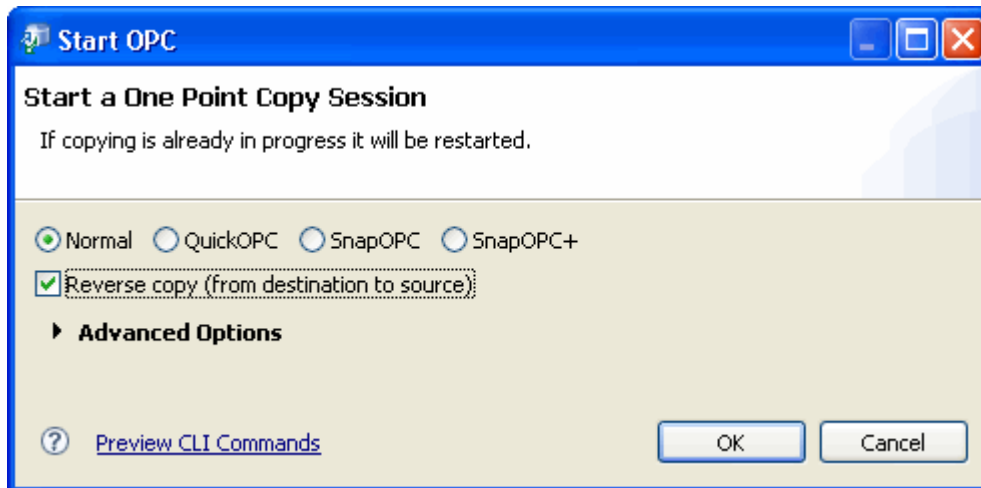 Start OPC
Start a One Point Copy Session
If copying is already in progress it will be restarted.
Normal QuickOPC SnapOPC SnapOPC+
Reverse copy (from destination to source)
Advanced Options
? Preview CLI Commands OK Cancel